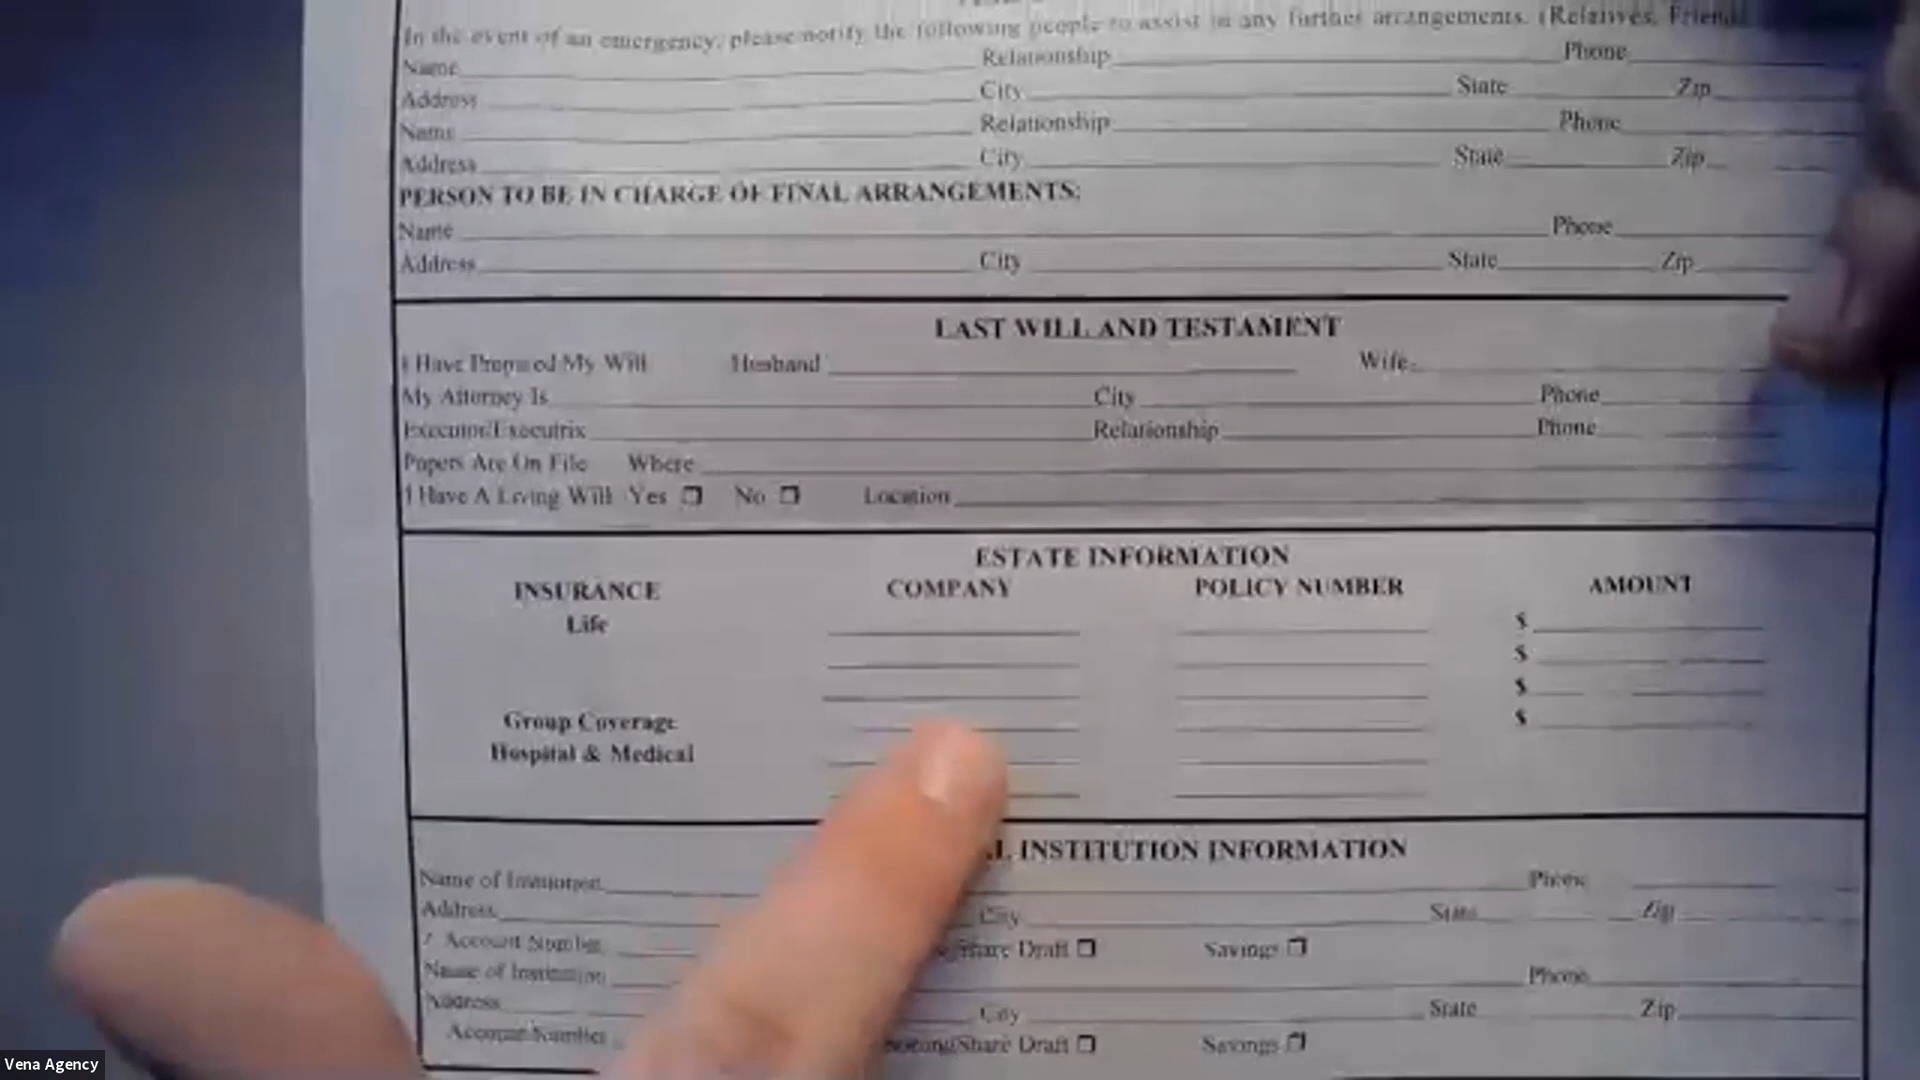 In the event of an emergency, please notify the following people to assist in any further arrangements. (Relatives, Friends
Name Relationship Phone
Address City State Zip
Name Relationship Phone
Address City State Zip
PERSON TO BE IN CHARGE OF FINAL ARRANGEMENTS:
Name Phone
Address City State Zip
LAST WILL AND TESTAMENT
I Have Prepared My Will Husband Wife
My Attorney Is City Phone
Executor/Executrix Relationship Phone
Papers Are On File Where
I Have A Living Will Yes ❒ No ❒ Location
ESTATE INFORMATION
INSURANCE COMPANY POLICY NUMBER AMOUNT
Life $
$
$
Group Coverage $
Hospital & Medical
INSTITUTION INFORMATION
Name of Institution Phone
Address City State Zip
Account Number Share Draft ❒ Savings ❒
Name of Institution Phone
Address City State Zip
Account Number /Share Draft ❒ Savings ❒
Vena Agency